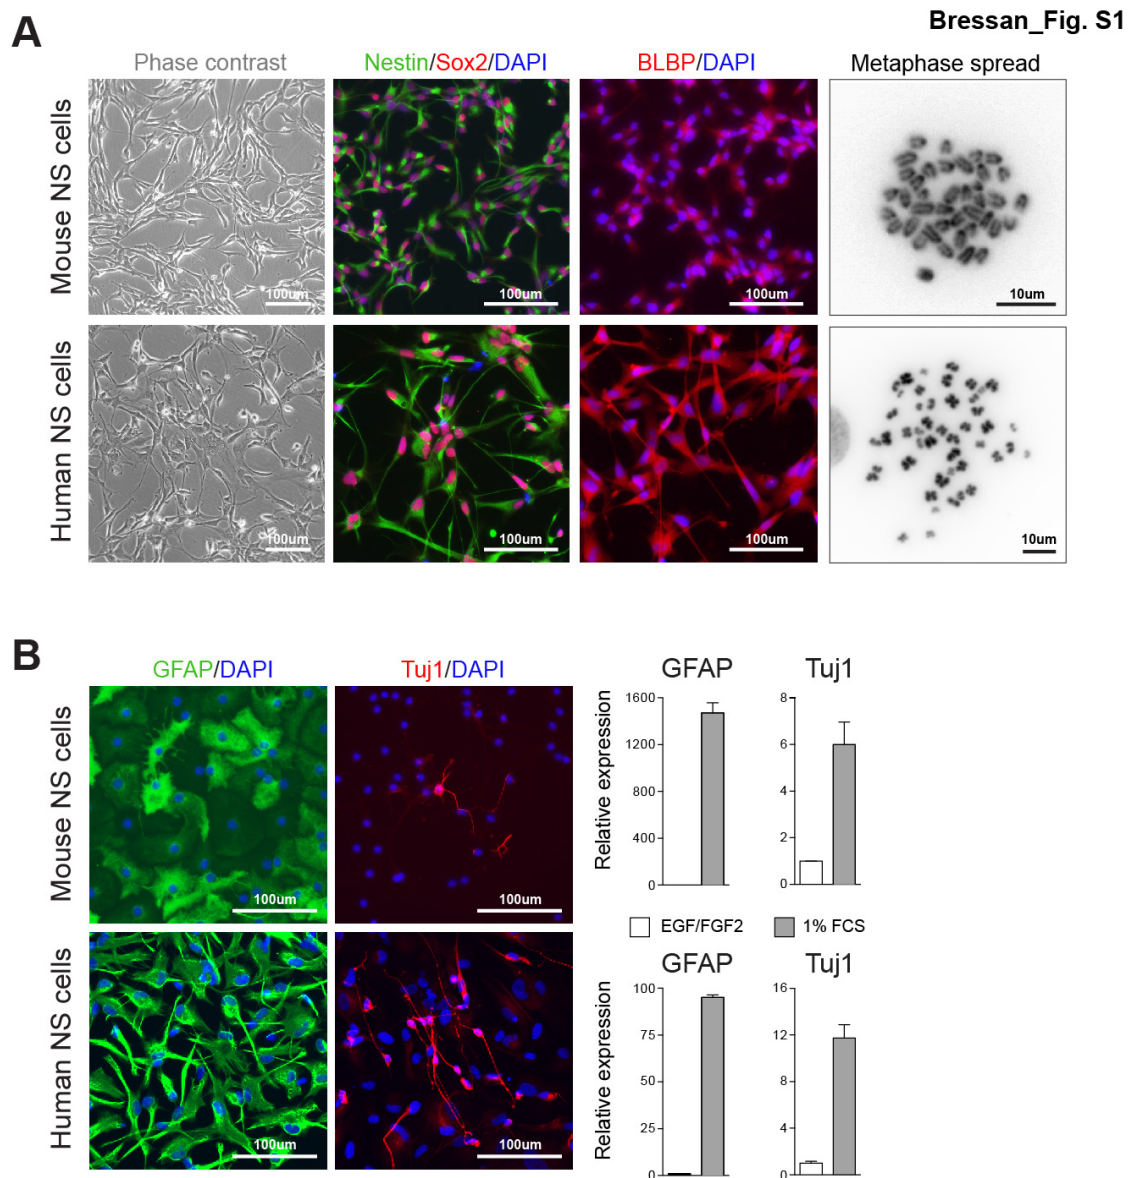 Bressan_Fig. S1
A
Phase contrast
Nestin/Sox2/DAPI
BLBP/DAPI
Metaphase spread
Mouse NS cells
100um
100um
100um
10um
Human NS cells
100um
100um
100um
10um
B
GFAP/DAPI
Tuj1/DAPI
GFAP
Tuj1
Mouse NS cells
100um
100um
Relative expression
1600
1200
800
400
0
8
6
4
2
0
EGF/FGF2
1% FCS
Human NS cells
100um
100um
GFAP
Tuj1
Relative expression
100
75
50
25
0
16
12
8
4
0